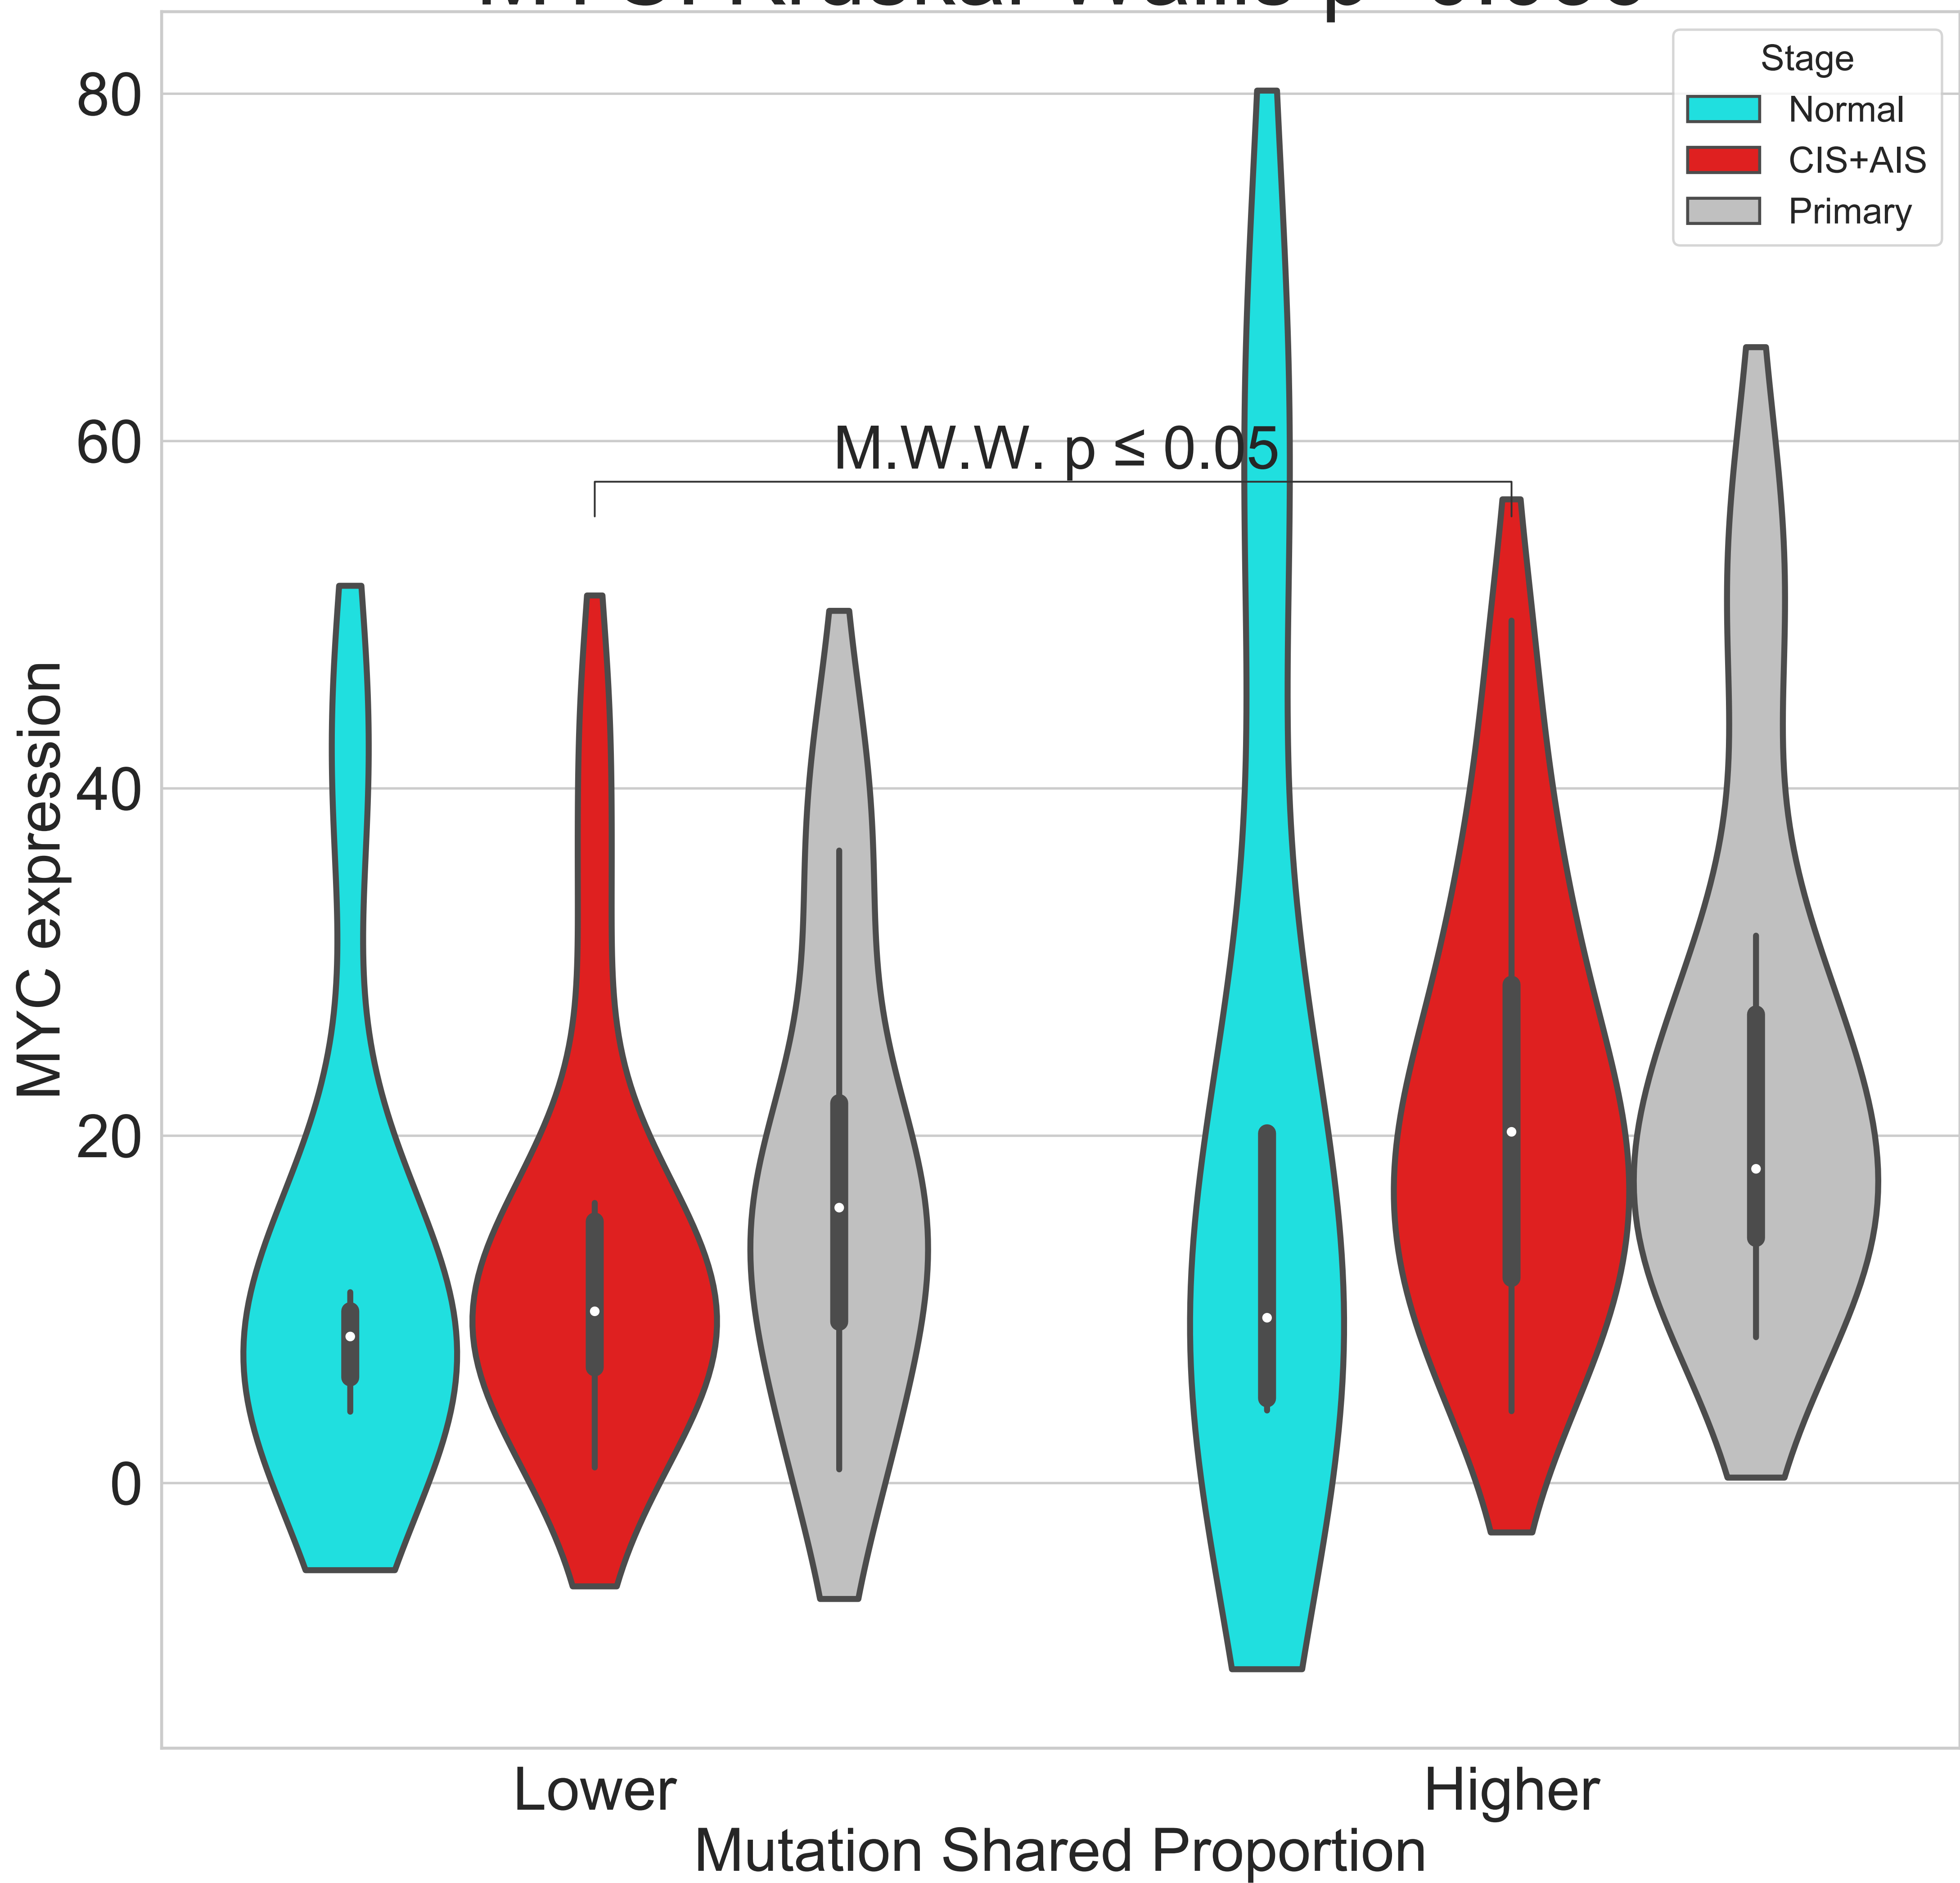 Stage
Normal
CIS+AIS
Primary
80
60
40
20
0
M.W.W. p ≤ 0.05
MYC expression
Lower
Higher
Mutation Shared Proportion